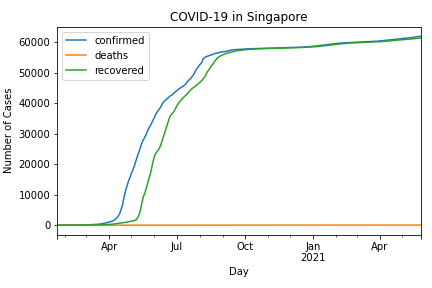 COVID-19 in Singapore
60000
50000
40000
30000
20000
10000
0
Number of Cases
confirmed
deaths
recovered
Apr
Jul
Oct
Jan
2021
Apr
Day